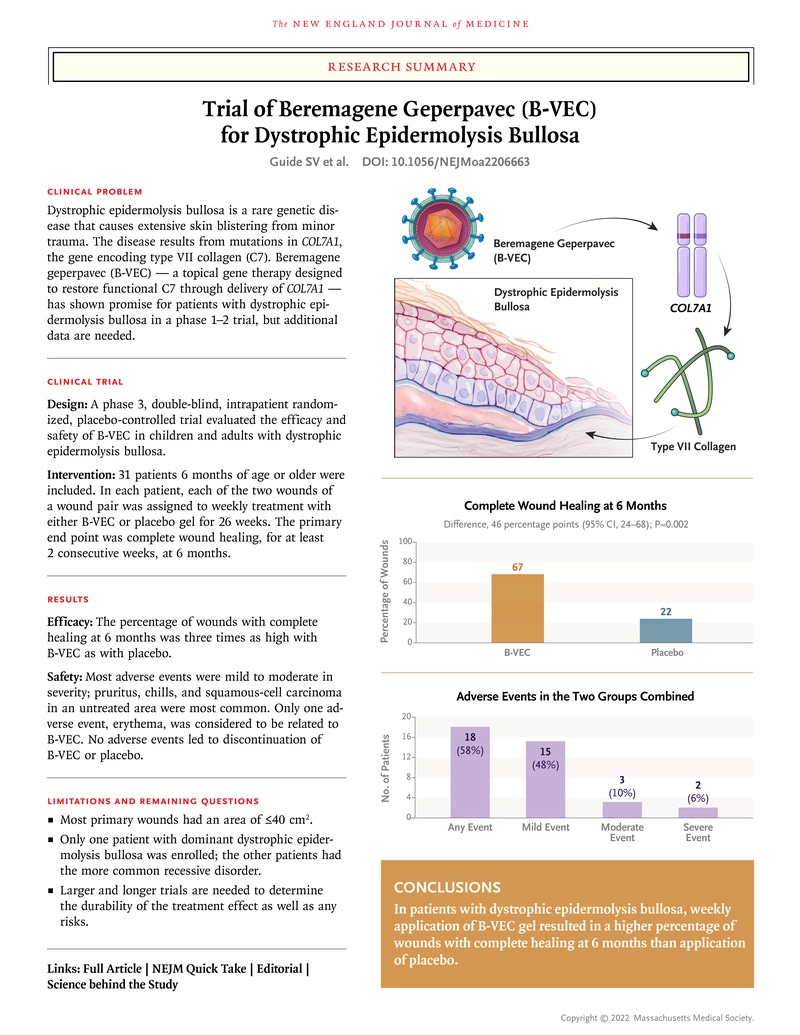 The NEW ENGLAND JOURNAL of MEDICINE
RESEARCH SUMMARY
Trial of Beremagene Geperpavec (B-VEC)
for Dystrophic Epidermolysis Bullosa
Guide SV et al. DOI: 10.1056/NEJMoa2206663
CLINICAL PROBLEM
Dystrophic epidermolysis bullosa is a rare genetic dis-
ease that causes extensive skin blistering from minor
trauma. The disease results from mutations in COL7A1,
the gene encoding type VII collagen (C7). Beremagene
geperpavec (B-VEC) — a topical gene therapy designed
to restore functional C7 through delivery of COL7A1 —
has shown promise for patients with dystrophic epi-
dermolysis bullosa in a phase 1–2 trial, but additional
data are needed.
CLINICAL TRIAL
Design: A phase 3, double-blind, intrapatient random-
ized, placebo-controlled trial evaluated the efficacy and
safety of B-VEC in children and adults with dystrophic
epidermolysis bullosa.
Intervention: 31 patients 6 months of age or older were
included. In each patient, each of the two wounds of
a wound pair was assigned to weekly treatment with
either B-VEC or placebo gel for 26 weeks. The primary
end point was complete wound healing, for at least
2 consecutive weeks, at 6 months.
RESULTS
Efficacy: The percentage of wounds with complete
healing at 6 months was three times as high with
B-VEC as with placebo.
Safety: Most adverse events were mild to moderate in
severity; pruritus, chills, and squamous-cell carcinoma
in an untreated area were most common. Only one ad-
verse event, erythema, was considered to be related to
B-VEC. No adverse events led to discontinuation of
B-VEC or placebo.
LIMITATIONS AND REMAINING QUESTIONS
▪ Most primary wounds had an area of ≤40 cm².
▪ Only one patient with dominant dystrophic epider-
molysis bullosa was enrolled; the other patients had
the more common recessive disorder.
▪ Larger and longer trials are needed to determine
the durability of the treatment effect as well as any
risks.
Links: Full Article | NEJM Quick Take | Editorial |
Science behind the Study
Beremagene Geperpavec
(B-VEC)
COL7A1
Dystrophic Epidermolysis
Bullosa
Type VII Collagen
Complete Wound Healing at 6 Months
Difference, 46 percentage points (95% CI, 24–68); P=0.002
Percentage of Wounds
100
80
60
40
20
0
67
22
B-VEC
Placebo
Adverse Events in the Two Groups Combined
No. of Patients
20
16
12
8
4
0
18
(58%)
15
(48%)
3
(10%)
2
(6%)
Any Event
Mild Event
Moderate
Event
Severe
Event
CONCLUSIONS
In patients with dystrophic epidermolysis bullosa, weekly
application of B-VEC gel resulted in a higher percentage of
wounds with complete healing at 6 months than application
of placebo.
Copyright © 2022 Massachusetts Medical Society.